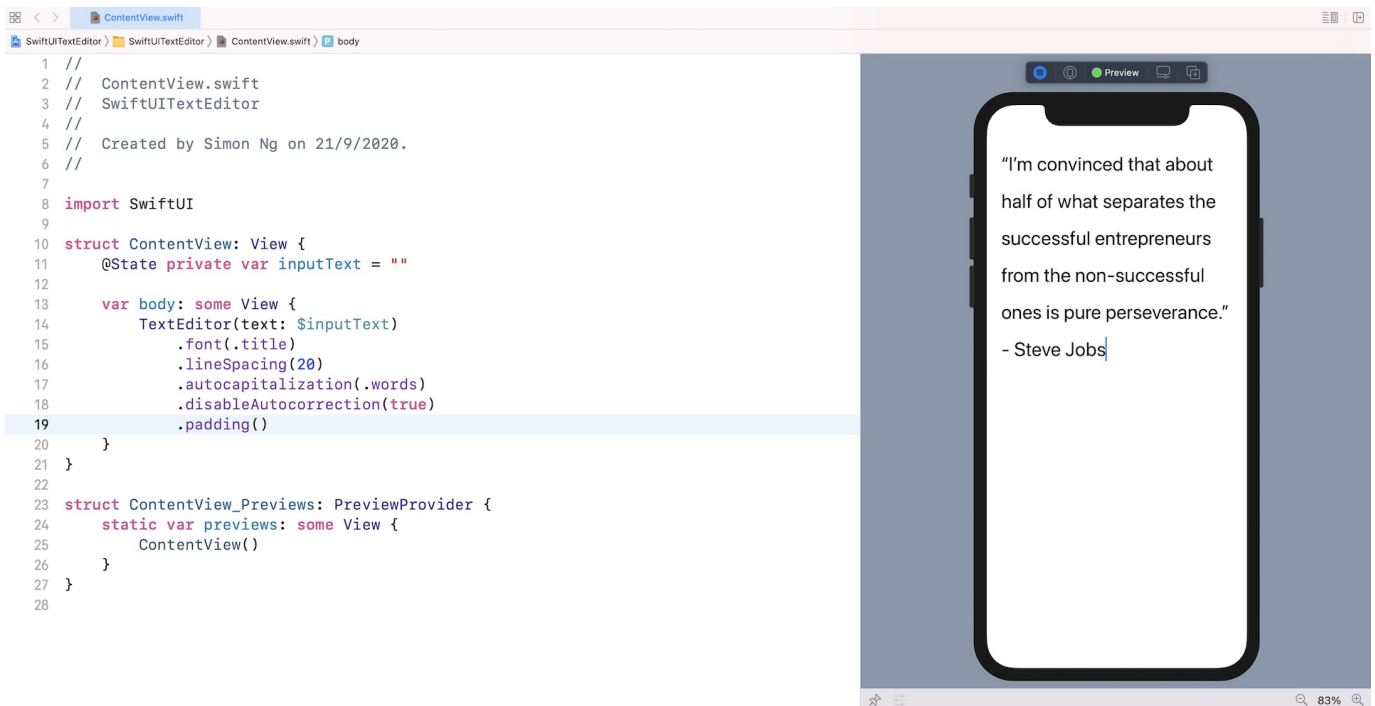 ContentView.swift
SwiftUITextEditor 〉 SwiftUITextEditor 〉 ContentView.swift 〉 P body
1 //
2 //  ContentView.swift
3 //  SwiftUITextEditor
4 //
5 //  Created by Simon Ng on 21/9/2020.
6 //
7
8 import SwiftUI
9
10 struct ContentView: View {
11     @State private var inputText = ""
12
13     var body: some View {
14         TextEditor(text: $inputText)
15             .font(.title)
16             .lineSpacing(20)
17             .autocapitalization(.words)
18             .disableAutocorrection(true)
19             .padding()
20     }
21 }
22
23 struct ContentView_Previews: PreviewProvider {
24     static var previews: some View {
25         ContentView()
26     }
27 }
28
Preview
“I’m convinced that about
half of what separates the
successful entrepreneurs
from the non-successful
ones is pure perseverance.”
- Steve Jobs
83%